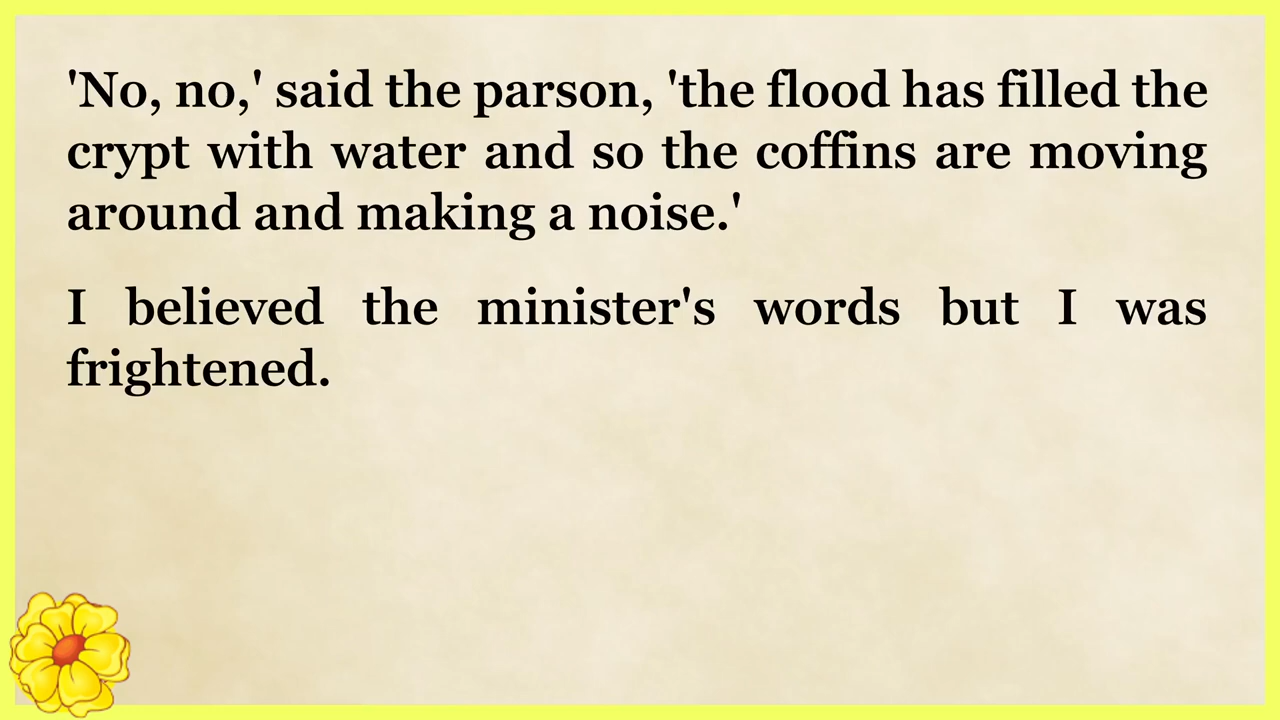 'No, no,' said the parson, 'the flood has filled the
crypt with water and so the coffins are moving
around and making a noise.'
I believed the minister's words but I was
frightened.